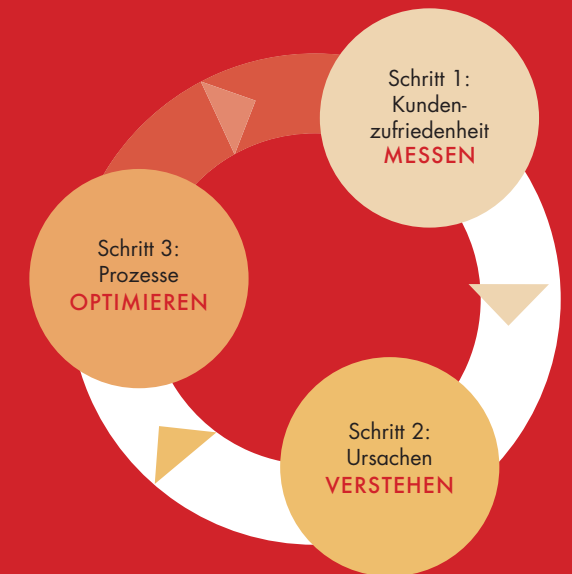 Schritt 1:
Kunden-
zufriedenheit
MESSEN
Schritt 2:
Ursachen
VERSTEHEN
Schritt 3:
Prozesse
OPTIMIEREN